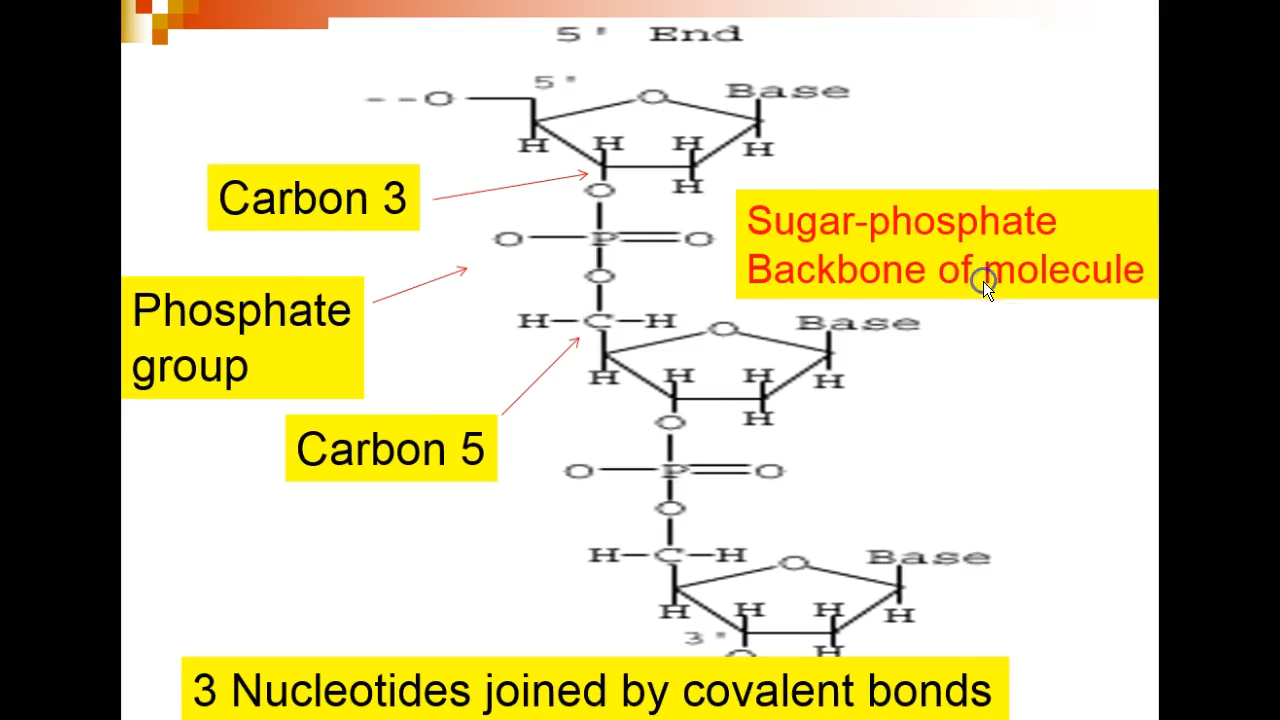 5' End
5'
--O
O
Base
H
H
H
H
Carbon 3
H
O
Sugar-phosphate
Backbone of molecule
O
P
O
O
Phosphate
group
H
C
H
O
Base
H
H
H
H
H
O
Carbon 5
O
P
O
O
H
C
H
O
Base
H
H
H
H
3'
H
O
3 Nucleotides joined by covalent bonds